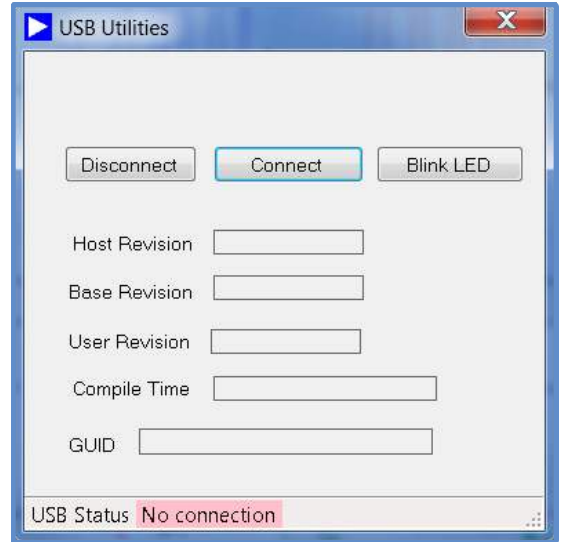 USB Utilities
Disconnect Connect Blink LED
Host Revision
Base Revision
User Revision
Compile Time
GUID
USB Status No connection